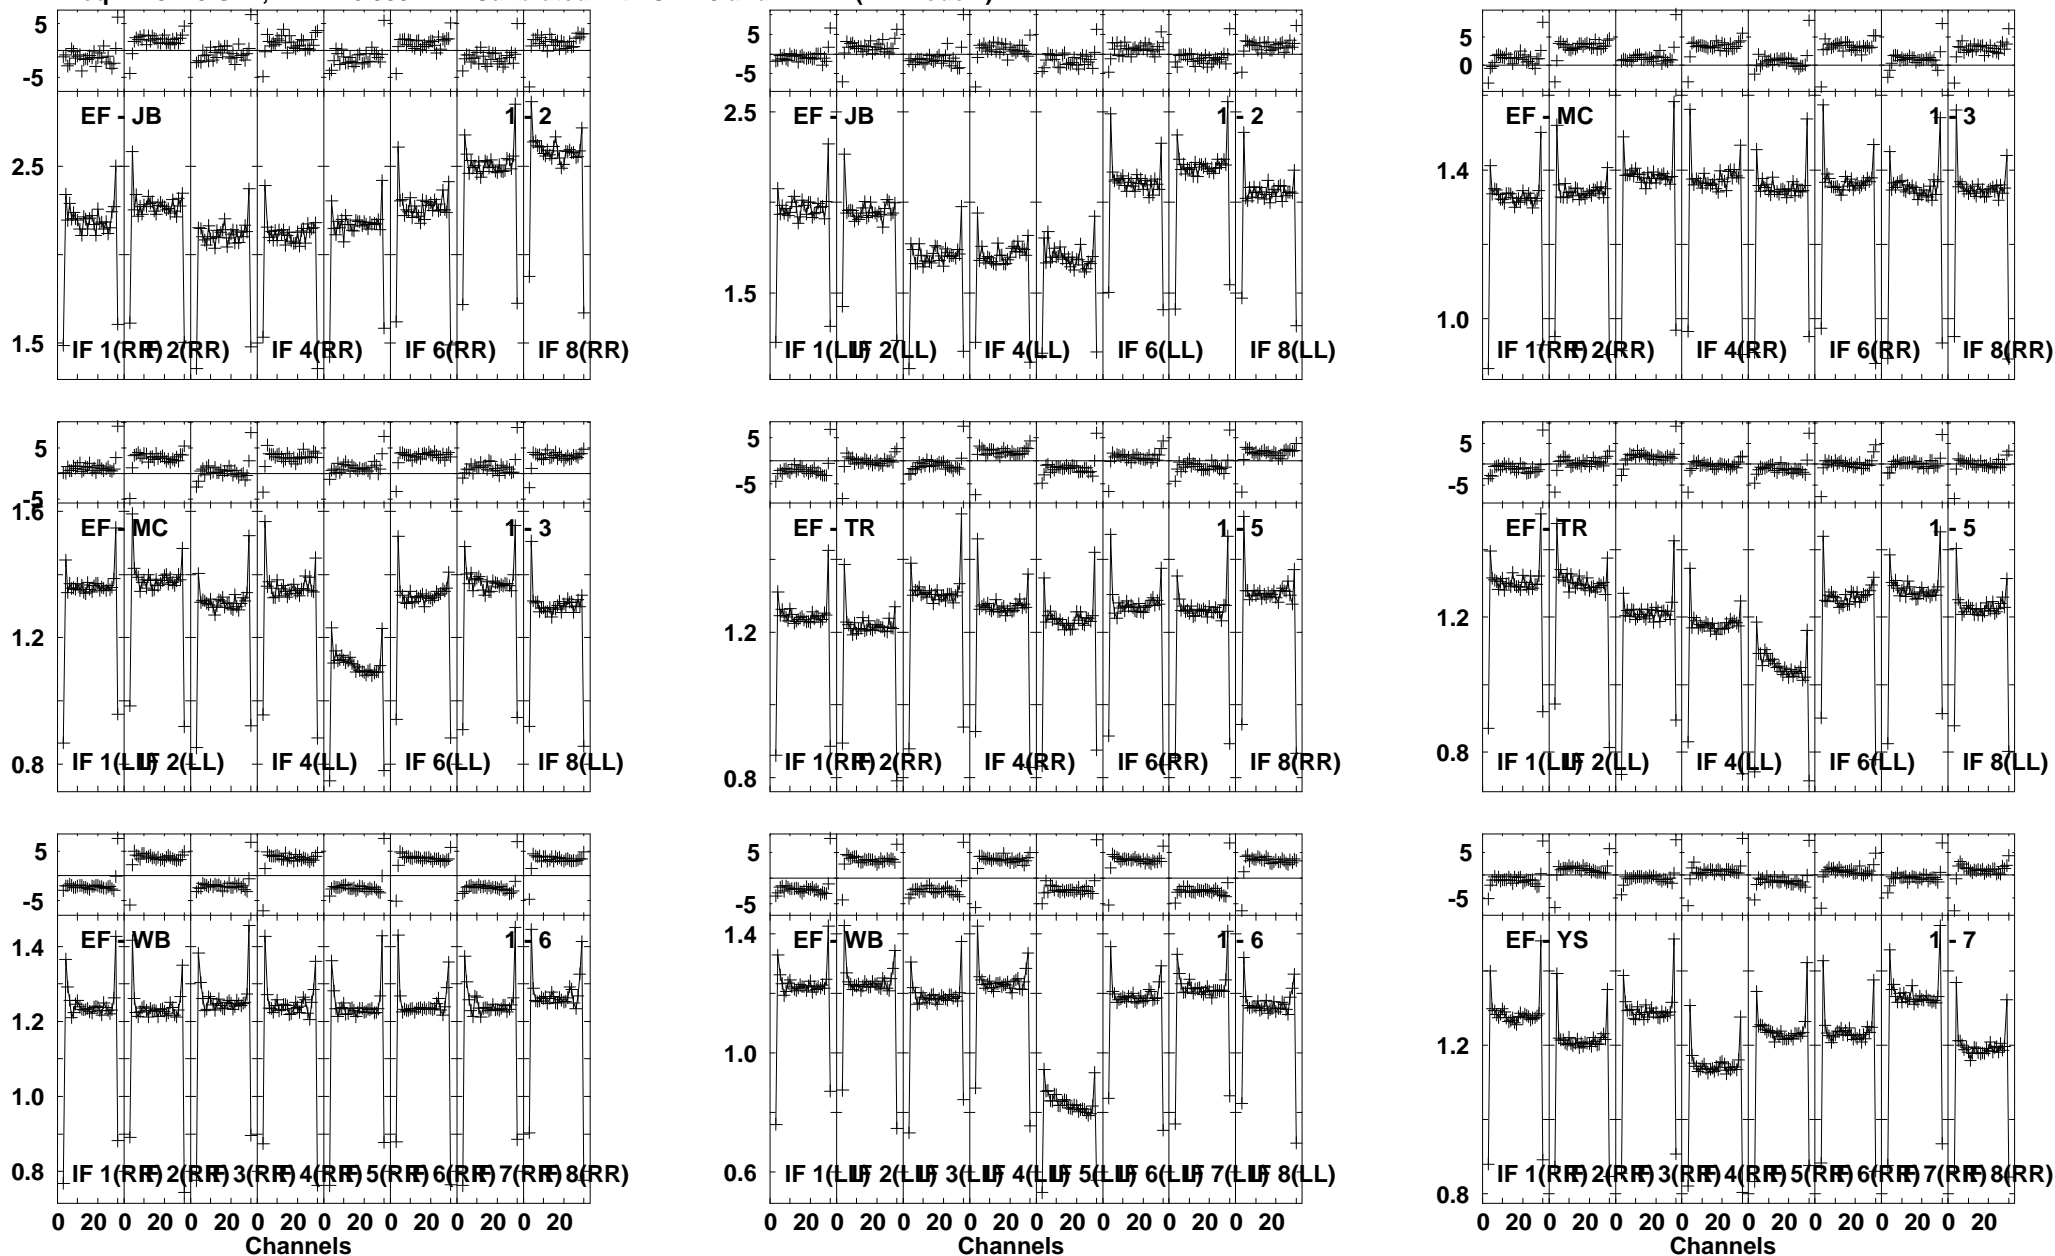 5
-5
EF - JB 1 - 2
2.5
1.5
IF 1(RR) IF 2(RR) IF 4(RR) IF 6(RR) IF 8(RR)
5
-5
EF - JB 1 - 2
2.5
1.5
IF 1(LL) IF 2(LL) IF 4(LL) IF 6(LL) IF 8(LL)
5
0
EF - MC 1 - 3
1.4
1.0
IF 1(RR) IF 2(RR) IF 4(RR) IF 6(RR) IF 8(RR)
5
-5
1.6
EF - MC 1 - 3
1.2
0.8
IF 1(LL) IF 2(LL) IF 4(LL) IF 6(LL) IF 8(LL)
5
-5
EF - TR 1 - 5
1.2
0.8
IF 1(RR) IF 2(RR) IF 4(RR) IF 6(RR) IF 8(RR)
5
-5
EF - TR 1 - 5
1.2
0.8
IF 1(LL) IF 2(LL) IF 4(LL) IF 6(LL) IF 8(LL)
5
-5
EF - WB 1 - 6
1.4
1.2
1.0
0.8
IF 1(RR) IF 2(RR) IF 3(RR) IF 4(RR) IF 5(RR) IF 6(RR) IF 7(RR) IF 8(RR)
0 20 0 20 0 20 0 20 0 20 0 20 0 20 0 20
Channels
5
-5
EF - WB 1 - 6
1.4
1.0
0.6
IF 1(LL) IF 2(LL) IF 3(LL) IF 4(LL) IF 5(LL) IF 6(LL) IF 7(LL) IF 8(LL)
0 20 0 20 0 20 0 20 0 20 0 20 0 20 0 20
Channels
5
-5
EF - YS 1 - 7
1.2
0.8
IF 1(RR) IF 2(RR) IF 3(RR) IF 4(RR) IF 5(RR) IF 6(RR) IF 7(RR) IF 8(RR)
0 20 0 20 0 20 0 20 0 20 0 20 0 20 0 20
Channels